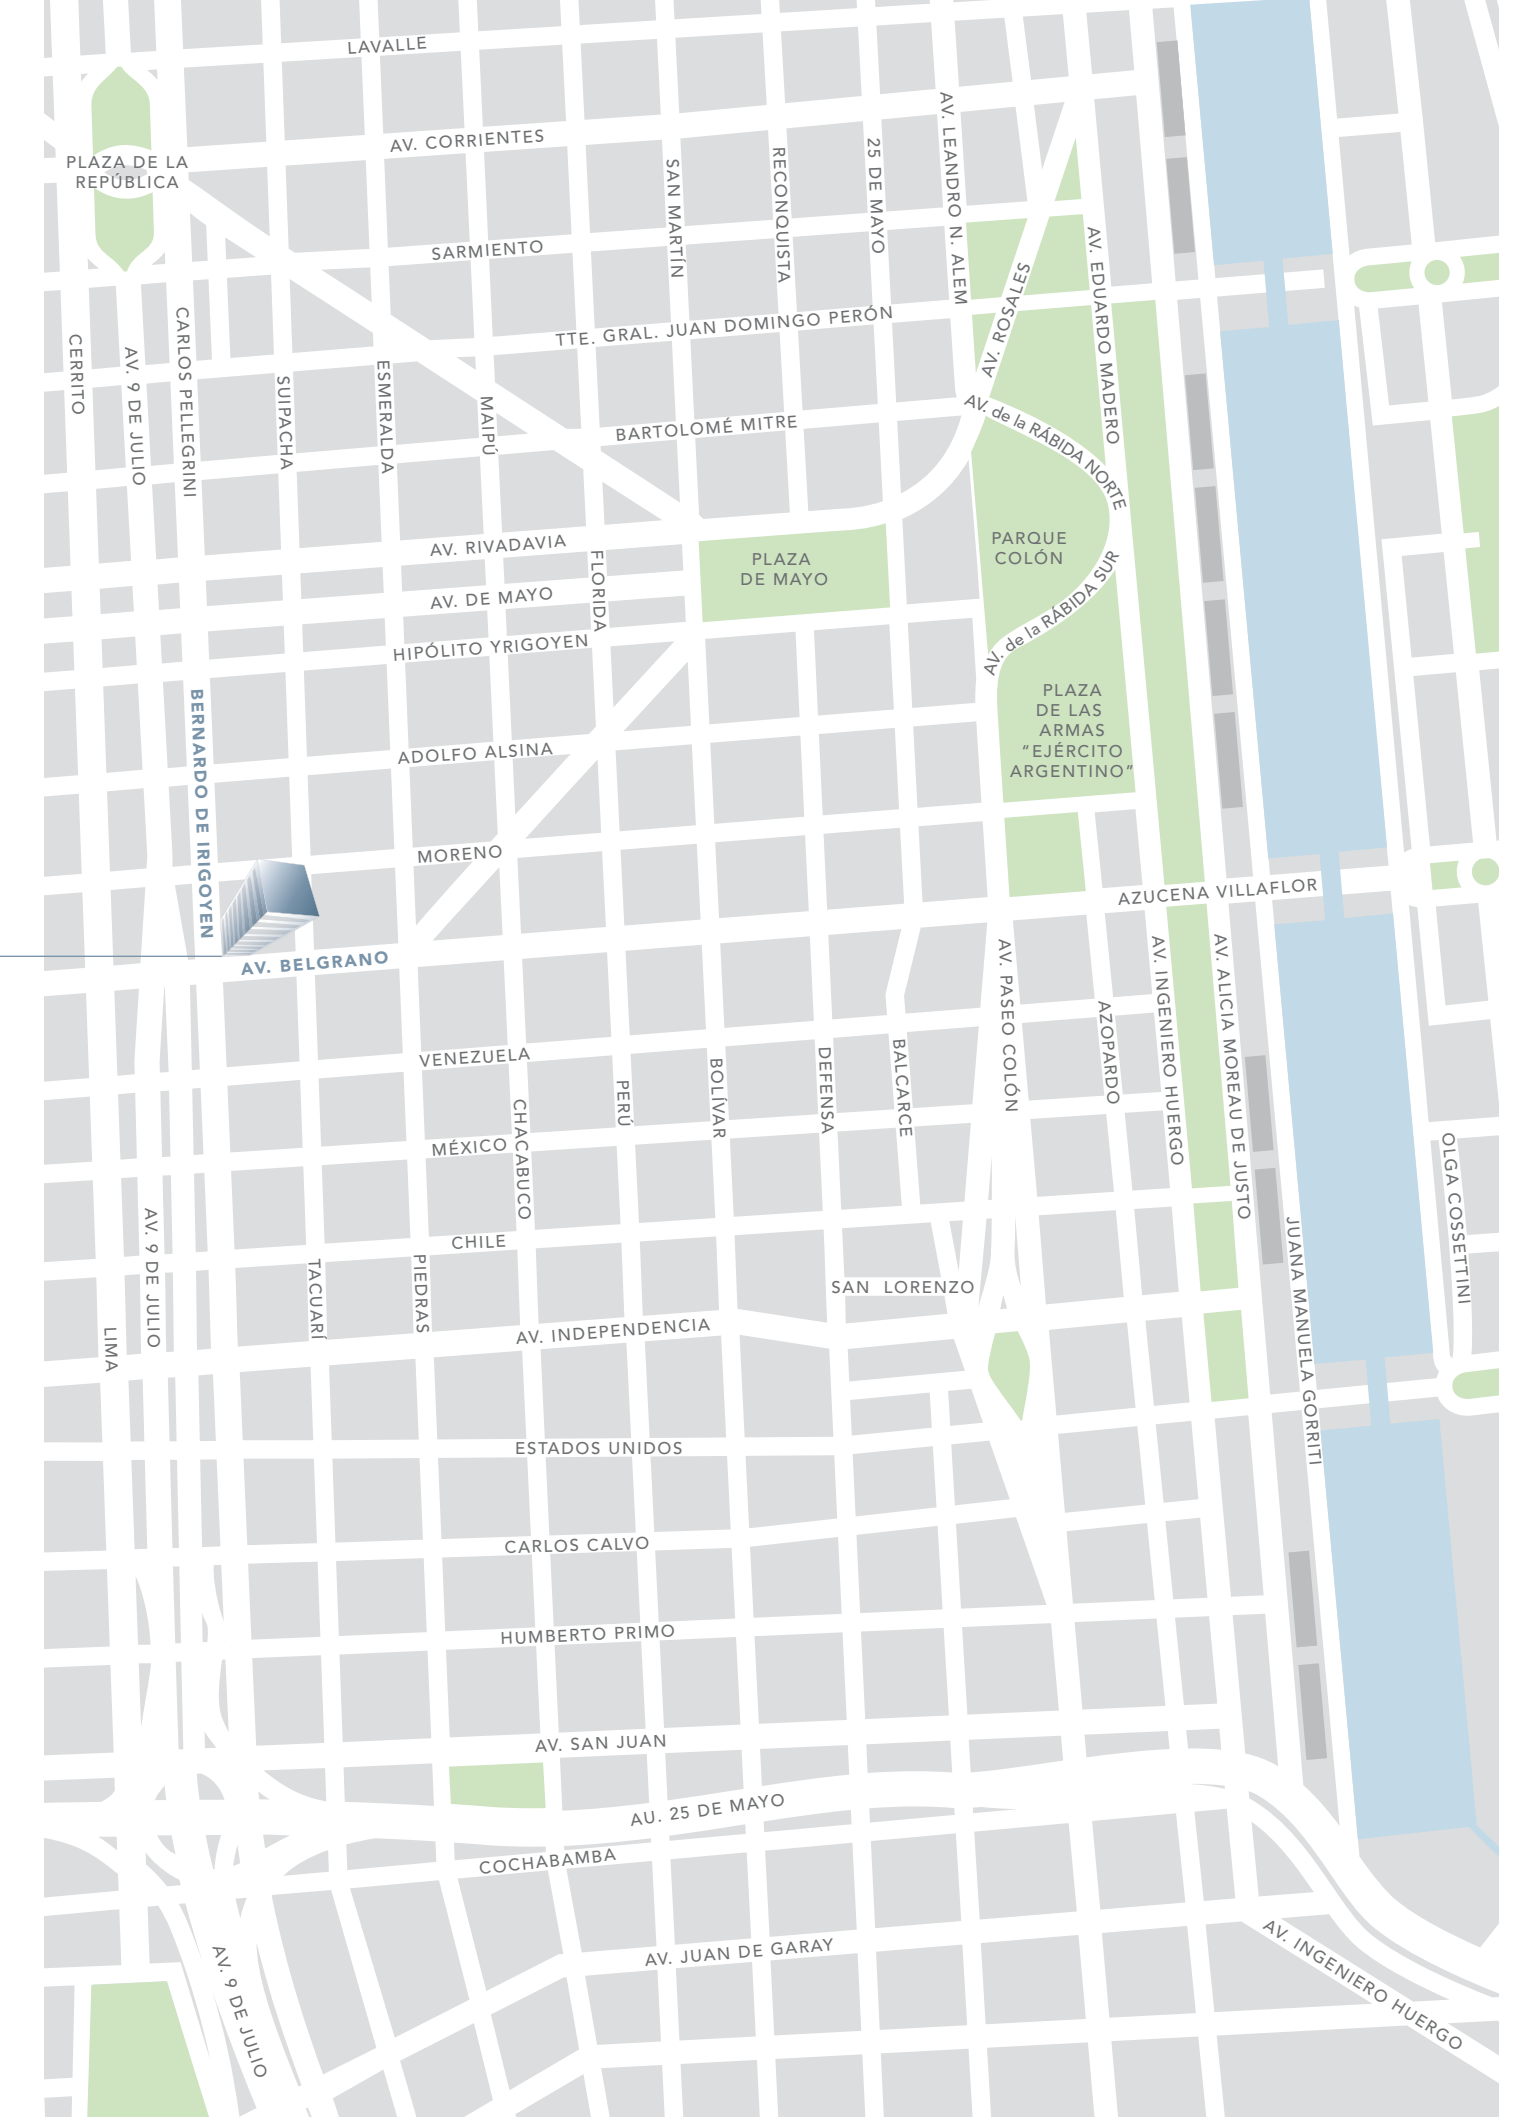 LAVALLE
AV. CORRIENTES
PLAZA DE LA
REPÚBLICA
SAN MARTÍN
RECONQUISTA
25 DE MAYO
AV. LEANDRO N. ALEM
SARMIENTO
AV. ROSALES
AV. EDUARDO MADERO
TTE. GRAL. JUAN DOMINGO PERÓN
CERRITO
AV. 9 DE JULIO
CARLOS PELLEGRINI
SUIPACHA
ESMERALDA
MAIPÚ
BARTOLOMÉ MITRE
AV. de la RÁBIDA NORTE
AV. RIVADAVIA
FLORIDA
PLAZA
DE MAYO
PARQUE
COLÓN
AV. DE MAYO
AV. de la RÁBIDA SUR
HIPÓLITO YRIGOYEN
BERNARDO DE IRIGOYEN
PLAZA
DE LAS
ARMAS
“EJÉRCITO
ARGENTINO”
ADOLFO ALSINA
MORENO
AZUCENA VILLAFLOR
AV. BELGRANO
AV. PASEO COLÓN
AV. INGENIERO HUERGO
AV. ALICIA MOREAU DE JUSTO
AZOPARDO
VENEZUELA
PERÚ
BOLÍVAR
DEFENSA
BALCARCE
CHACABUCO
MÉXICO
OLGA COSSETTINI
AV. 9 DE JULIO
CHILE
JUANA MANUELA GORRITI
TACUARÍ
PIEDRAS
SAN LORENZO
LIMA
AV. INDEPENDENCIA
ESTADOS UNIDOS
CARLOS CALVO
HUMBERTO PRIMO
AV. SAN JUAN
AU. 25 DE MAYO
COCHABAMBA
AV. JUAN DE GARAY
AV. 9 DE JULIO
AV. INGENIERO HUERGO